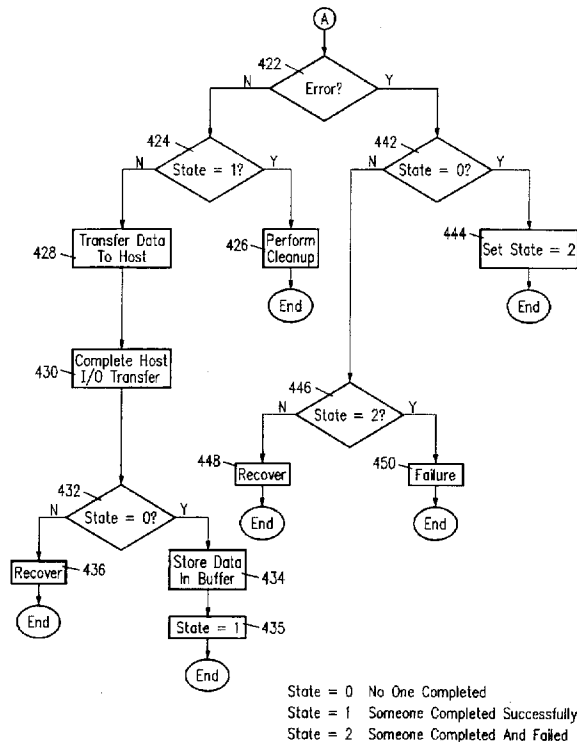 A
422
Error?
N
Y
424
State = 1?
N
Y
442
State = 0?
N
Y
428
Transfer Data
To Host
426
Perform
Cleanup
End
444
Set State = 2
End
430
Complete Host
I/O Transfer
446
State = 2?
N
Y
448
Recover
End
450
Failure
End
432
State = 0?
N
Y
Recover
436
End
Store Data
In Buffer
434
State = 1
435
End
State = 0 No One Completed
State = 1 Someone Completed Successfully
State = 2 Someone Completed And Failed